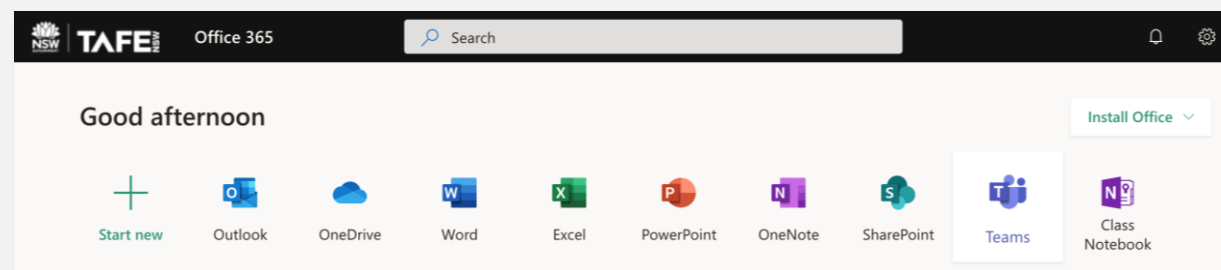 NSW TAFE NSW Office 365 Search
Good afternoon
Install Office
Start new
Outlook
OneDrive
Word
Excel
PowerPoint
OneNote
SharePoint
Teams
Class
Notebook